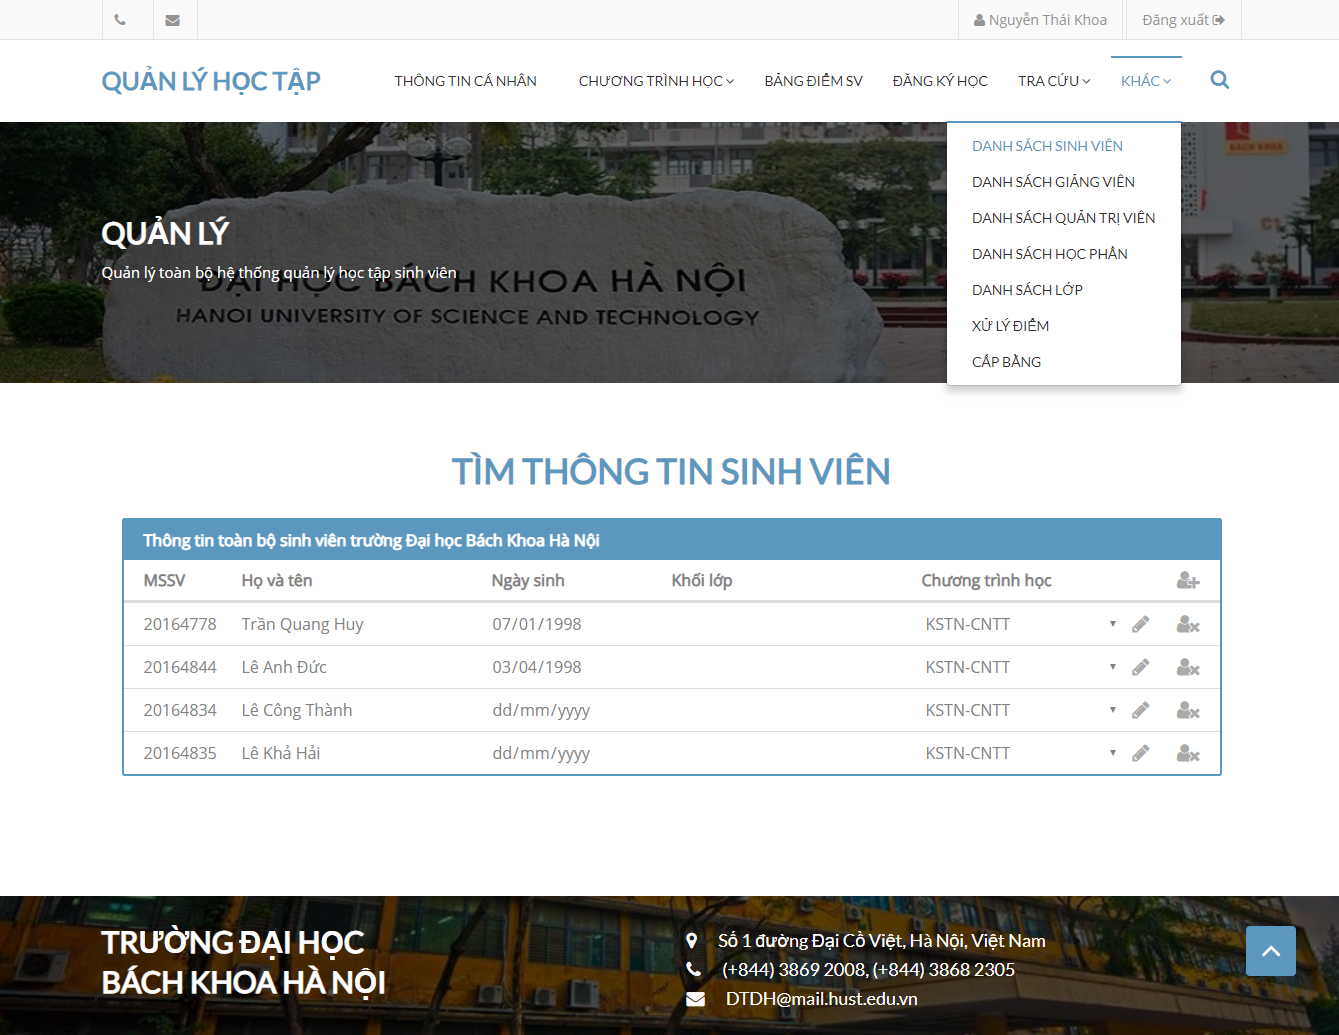 Nguyễn Thái Khoa
Đăng xuất
QUẢN LÝ HỌC TẬP
THÔNG TIN CÁ NHÂN
CHƯƠNG TRÌNH HỌC
BẢNG ĐIỂM SV
ĐĂNG KÝ HỌC
TRA CỨU
KHÁC
DANH SÁCH SINH VIÊN
DANH SÁCH GIẢNG VIÊN
DANH SÁCH QUẢN TRỊ VIÊN
DANH SÁCH HỌC PHẦN
DANH SÁCH LỚP
XỬ LÝ ĐIỂM
CẤP BẰNG
BÁCH KHOA
C1
QUẢN LÝ
Quản lý toàn bộ hệ thống quản lý học tập sinh viên
ĐẠI HỌC BÁCH KHOA HÀ NỘI
HANOI UNIVERSITY OF SCIENCE AND TECHNOLOGY
TÌM THÔNG TIN SINH VIÊN
Thông tin toàn bộ sinh viên trường Đại học Bách Khoa Hà Nội
MSSV Họ và tên Ngày sinh Khối lớp Chương trình học
20164778 Trần Quang Huy 07/01/1998 KSTN-CNTT
20164844 Lê Anh Đức 03/04/1998 KSTN-CNTT
20164834 Lê Công Thành dd/mm/yyyy KSTN-CNTT
20164835 Lê Khả Hải dd/mm/yyyy KSTN-CNTT
TRƯỜNG ĐẠI HỌC
BÁCH KHOA HÀ NỘI
Số 1 đường Đại Cồ Việt, Hà Nội, Việt Nam
(+844) 3869 2008, (+844) 3868 2305
DTDH@mail.hust.edu.vn